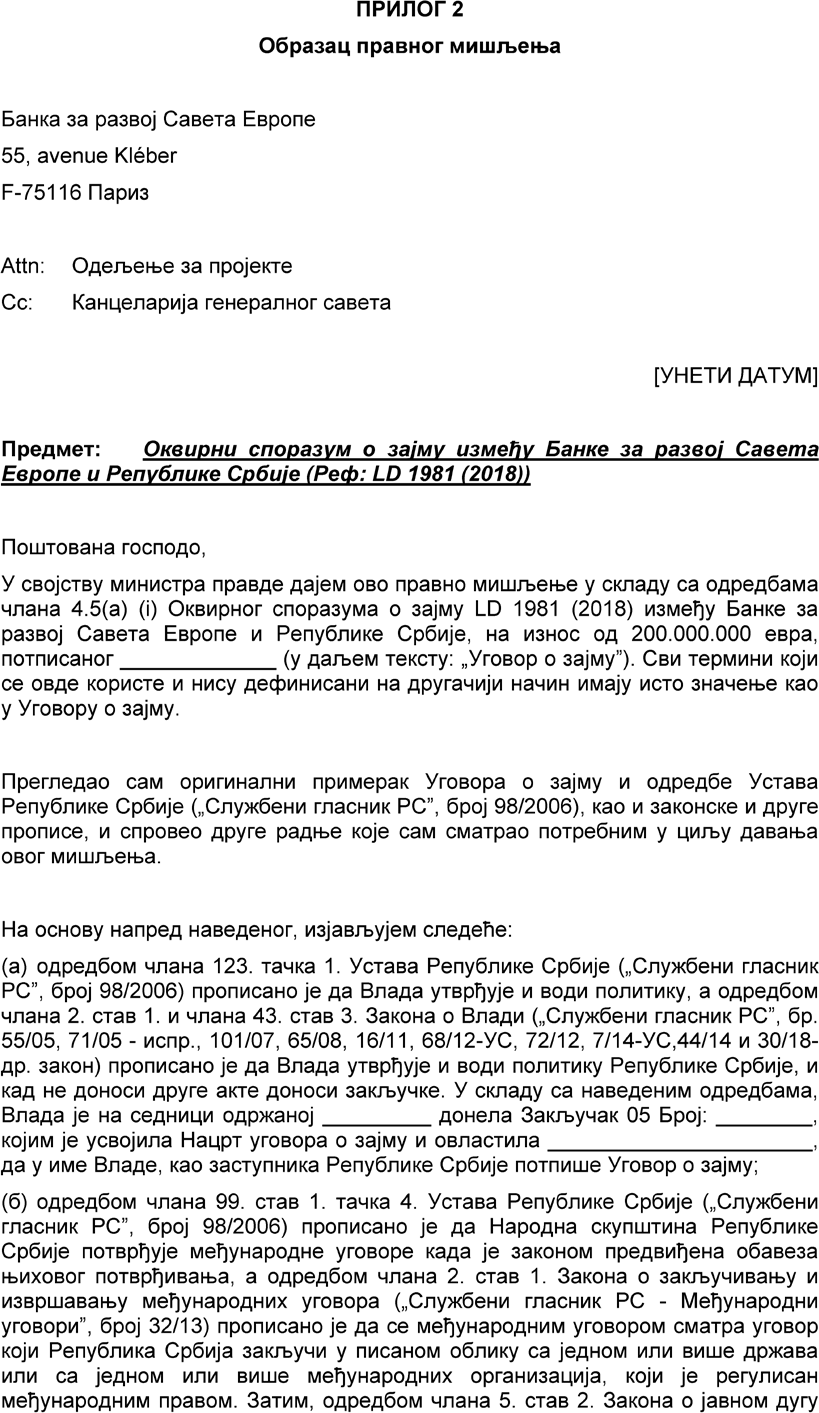 ПРИЛОГ 2
Образац правног мишљења
Банка за развој Савета Европе
55, avenue Kléber
F-75116 Париз
Attn: Одељење за пројекте
Cc: Канцеларија генералног савета
[УНЕТИ ДАТУМ]
Предмет: Оквирни споразум о зајму између Банке за развој Савета
Европе и Републике Србије (Реф: LD 1981 (2018))
Поштована господо,
У својству министра правде дајем ово правно мишљење у складу са одредбама
члана 4.5(а) (i) Оквирног споразума о зајму LD 1981 (2018) између Банке за
развој Савета Европе и Републике Србије, на износ од 200.000.000 евра,
потписаног _____________ (у даљем тексту: „Уговор о зајму”). Сви термини који
се овде користе и нису дефинисани на другачији начин имају исто значење као
у Уговору о зајму.
Прегледао сам оригинални примерак Уговора о зајму и одредбе Устава
Републике Србије („Службени гласник РС”, број 98/2006), као и законске и друге
прописе, и спровео друге радње које сам сматрао потребним у циљу давања
овог мишљења.
На основу напред наведеног, изјављујем следеће:
(а) одредбом члана 123. тачка 1. Устава Републике Србије („Службени гласник
РС”, број 98/2006) прописано је да Влада утврђује и води политику, а одредбом
члана 2. став 1. и члана 43. став 3. Закона о Влади („Службени гласник РС”, бр.
55/05, 71/05 - испр., 101/07, 65/08, 16/11, 68/12-УС, 72/12, 7/14-УС,44/14 и 30/18-
др. закон) прописано је да Влада утврђује и води политику Републике Србије, и
кад не доноси друге акте доноси закључке. У складу са наведеним одредбама,
Влада је на седници одржаној _________ донела Закључак 05 Број: ________,
којим је усвојила Нацрт уговора о зајму и овластила ______________________,
да у име Владе, као заступника Републике Србије потпише Уговор о зајму;
(б) одредбом члана 99. став 1. тачка 4. Устава Републике Србије („Службени
гласник РС”, број 98/2006) прописано је да Народна скупштина Републике
Србије потврђује међународне уговоре када је законом предвиђена обавеза
њиховог потврђивања, а одредбом члана 2. став 1. Закона о закључивању и
извршавању међународних уговора („Службени гласник РС - Међународни
уговори”, број 32/13) прописано је да се међународним уговором сматра уговор
који Република Србија закључи у писаном облику са једном или више држава
или са једном или више међународних организација, који је регулисан
међународним правом. Затим, одредбом члана 5. став 2. Закона о јавном дугу